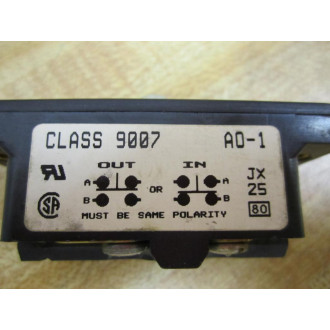 CLASS 9007 AO-1
OUT IN
A OR A
B B
JX
25
80
MUST BE SAME POLARITY